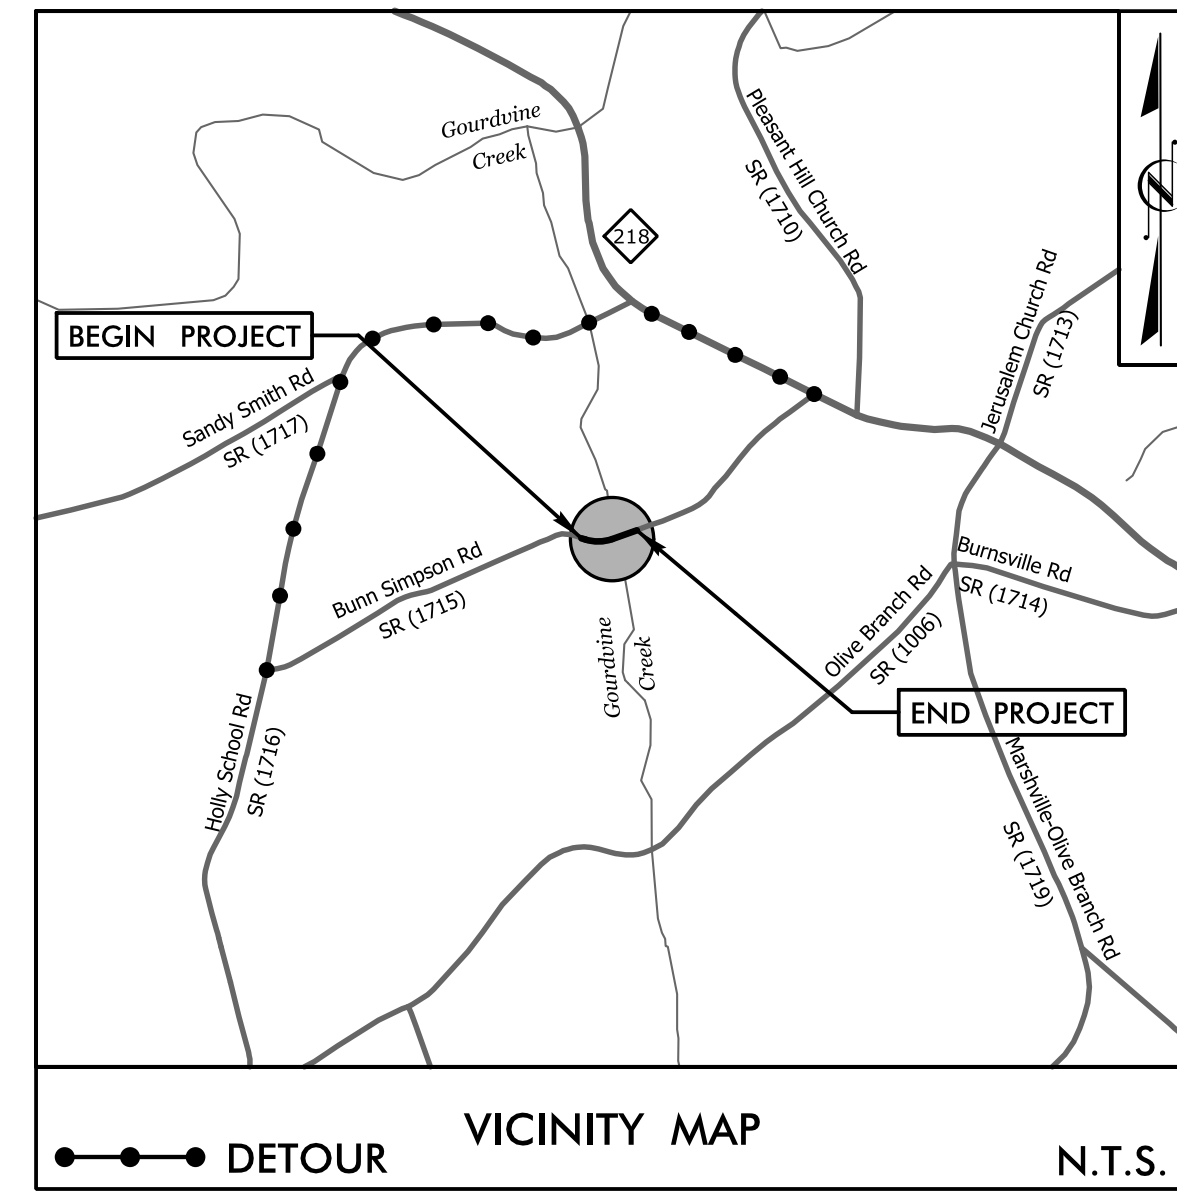 Gourdvine
Creek
Pleasant Hill Church Rd
SR (1710)
218
N
Jerusalem Church Rd
SR (1713)
BEGIN PROJECT
Sandy Smith Rd
SR (1717)
Bunn Simpson Rd
SR (1715)
Burnsville Rd
SR (1714)
Olive Branch Rd
SR (1006)
Gourdvine
Creek
END PROJECT
Holly School Rd
SR (1716)
Marshville-Olive Branch Rd
SR (1719)
VICINITY MAP
DETOUR
N.T.S.